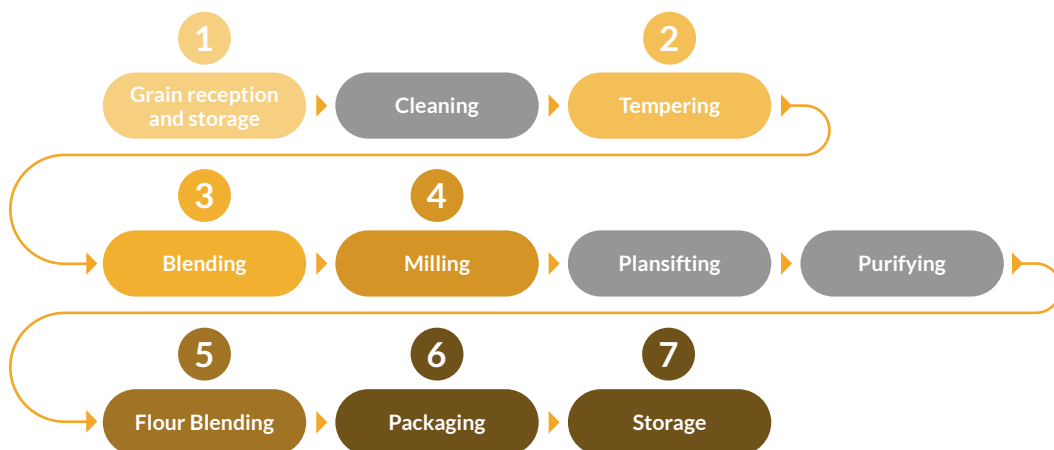 1
2
Grain reception
and storage
Cleaning
Tempering
3
4
Blending
Milling
Plansifting
Purifying
5
6
7
Flour Blending
Packaging
Storage